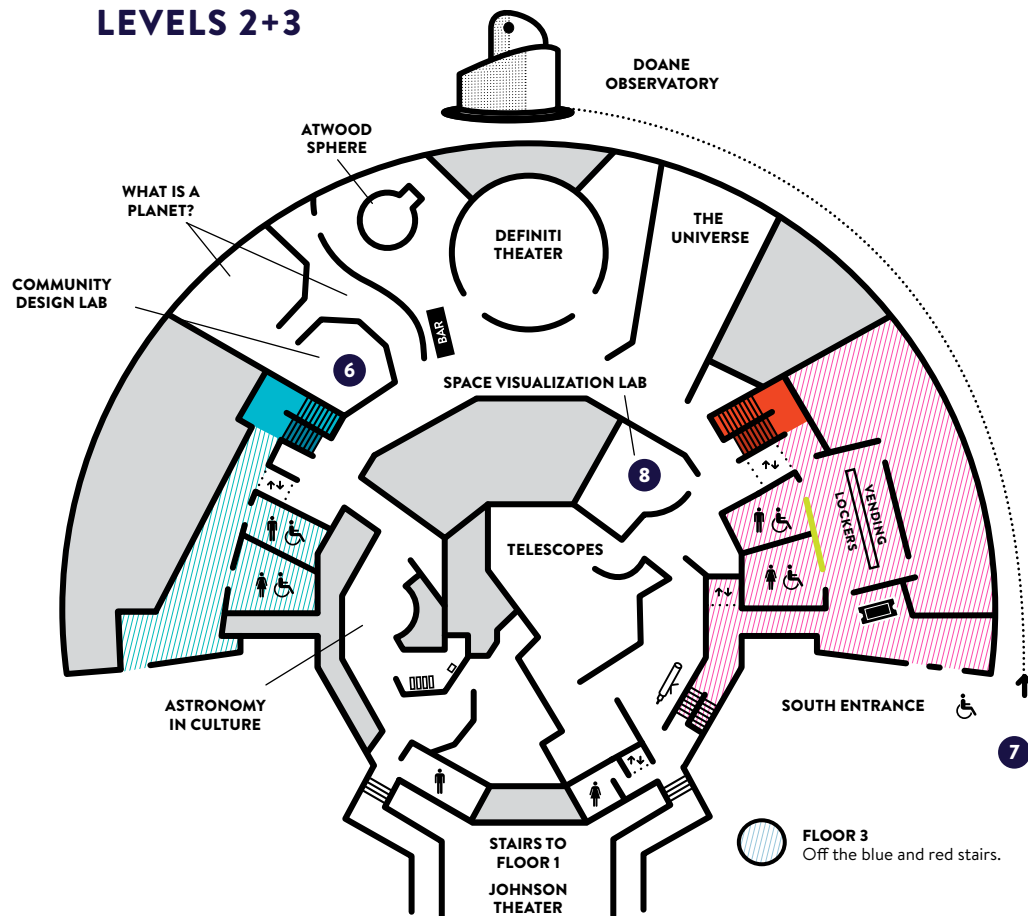 LEVELS 2+3
DOANE
OBSERVATORY
ATWOOD
SPHERE
WHAT IS A
PLANET?
THE
UNIVERSE
DEFINITI
THEATER
COMMUNITY
DESIGN LAB
BAR
6
SPACE VISUALIZATION LAB
8
VENDING
LOCKERS
TELESCOPES
ASTRONOMY
IN CULTURE
SOUTH ENTRANCE
7
FLOOR 3
Off the blue and red stairs.
STAIRS TO
FLOOR 1
JOHNSON
THEATER